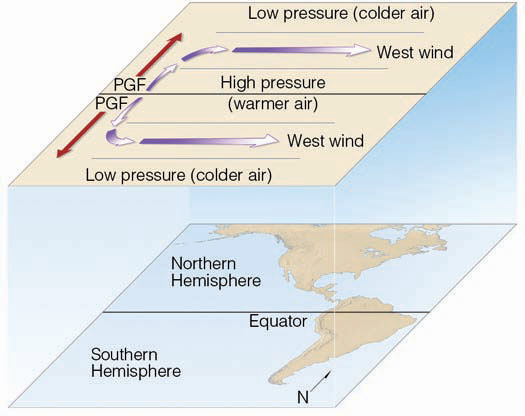 Low pressure (colder air)
West wind
PGF
High pressure
PGF
(warmer air)
West wind
Low pressure (colder air)
Northern
Hemisphere
Equator
Southern
Hemisphere
N